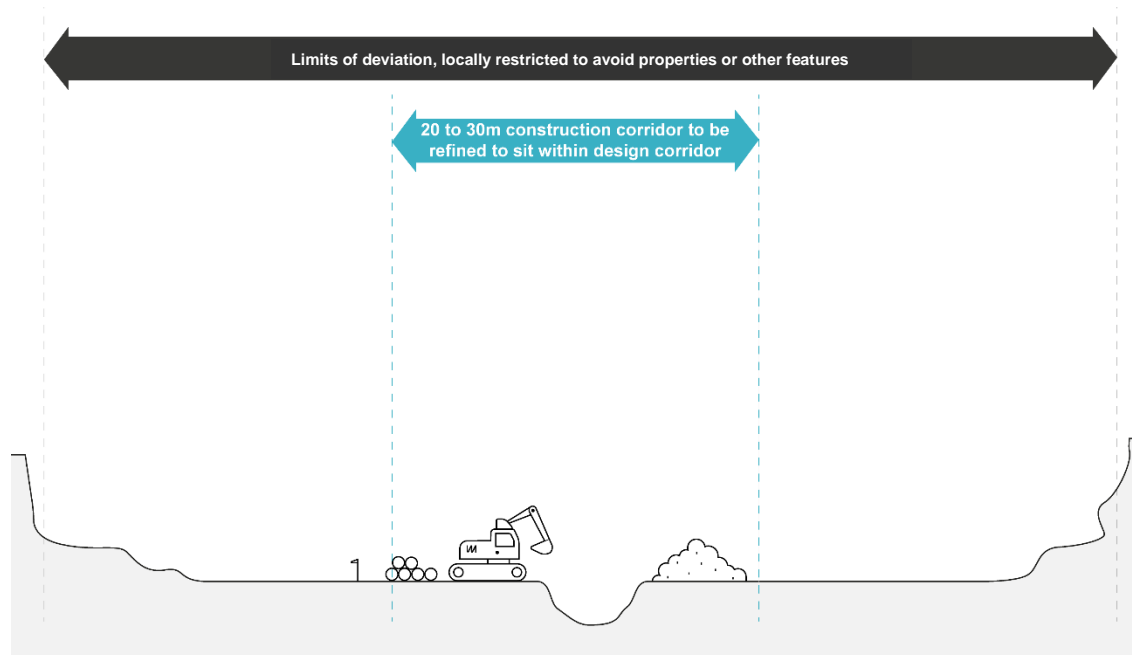 Limits of deviation, locally restricted to avoid properties or other features
20 to 30m construction corridor to be
refined to sit within design corridor